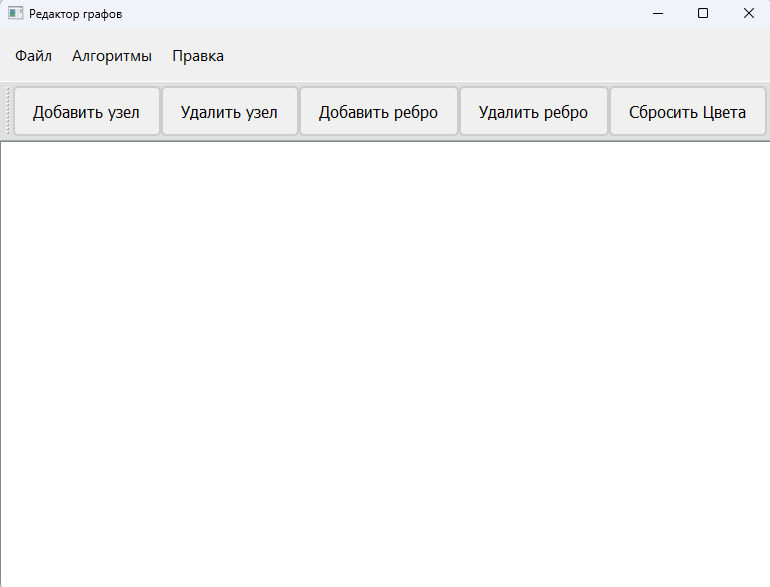 Редактор графов
Файл Алгоритмы Правка
Добавить узел Удалить узел Добавить ребро Удалить ребро Сбросить Цвета